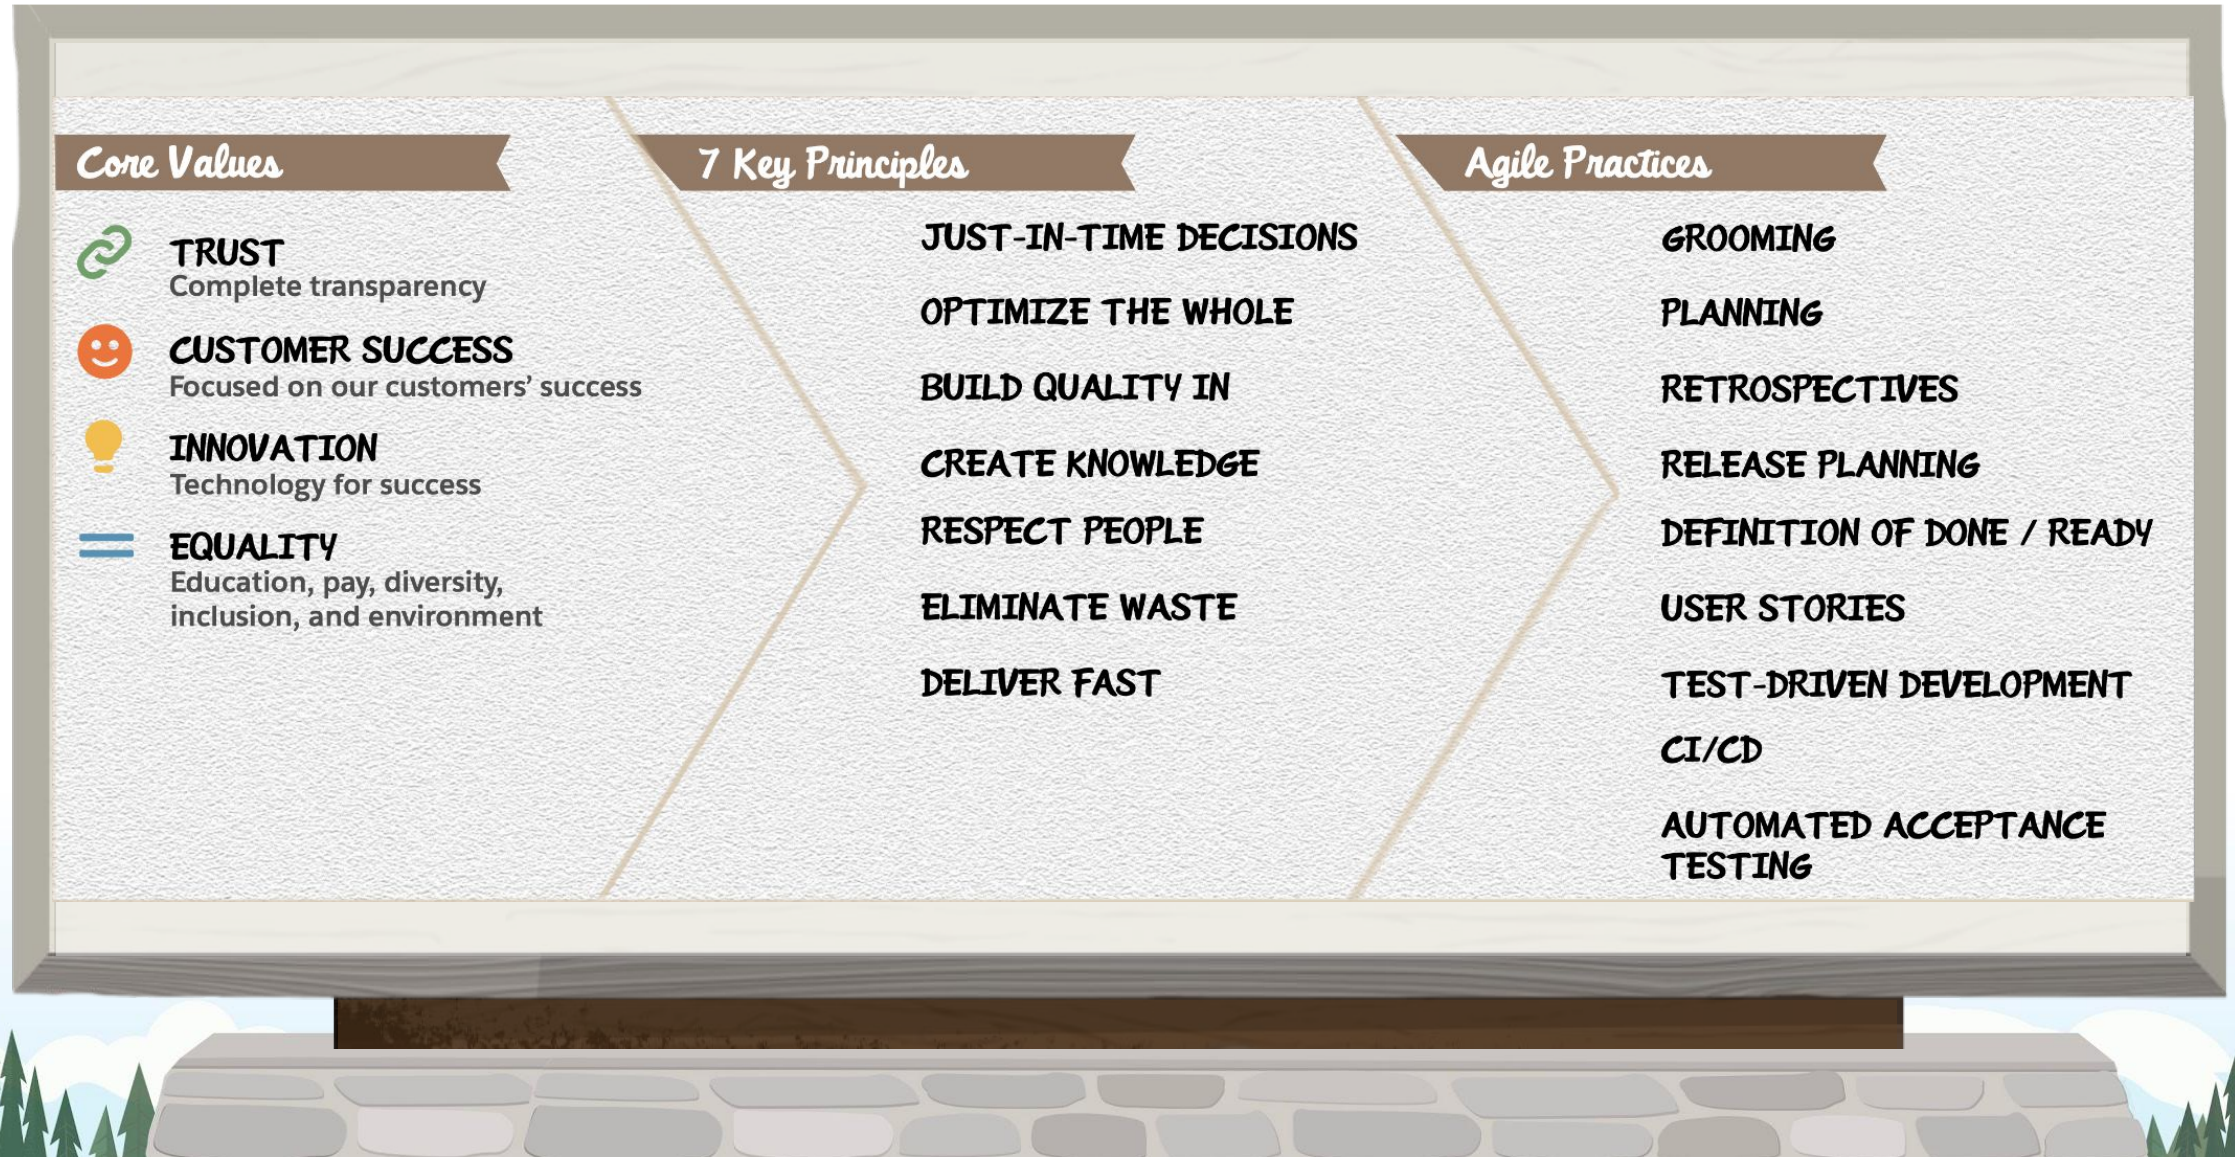 Core Values
TRUST
Complete transparency
CUSTOMER SUCCESS
Focused on our customers’ success
INNOVATION
Technology for success
EQUALITY
Education, pay, diversity,
inclusion, and environment
7 Key Principles
JUST-IN-TIME DECISIONS
OPTIMIZE THE WHOLE
BUILD QUALITY IN
CREATE KNOWLEDGE
RESPECT PEOPLE
ELIMINATE WASTE
DELIVER FAST
Agile Practices
GROOMING
PLANNING
RETROSPECTIVES
RELEASE PLANNING
DEFINITION OF DONE / READY
USER STORIES
TEST-DRIVEN DEVELOPMENT
CI/CD
AUTOMATED ACCEPTANCE
TESTING